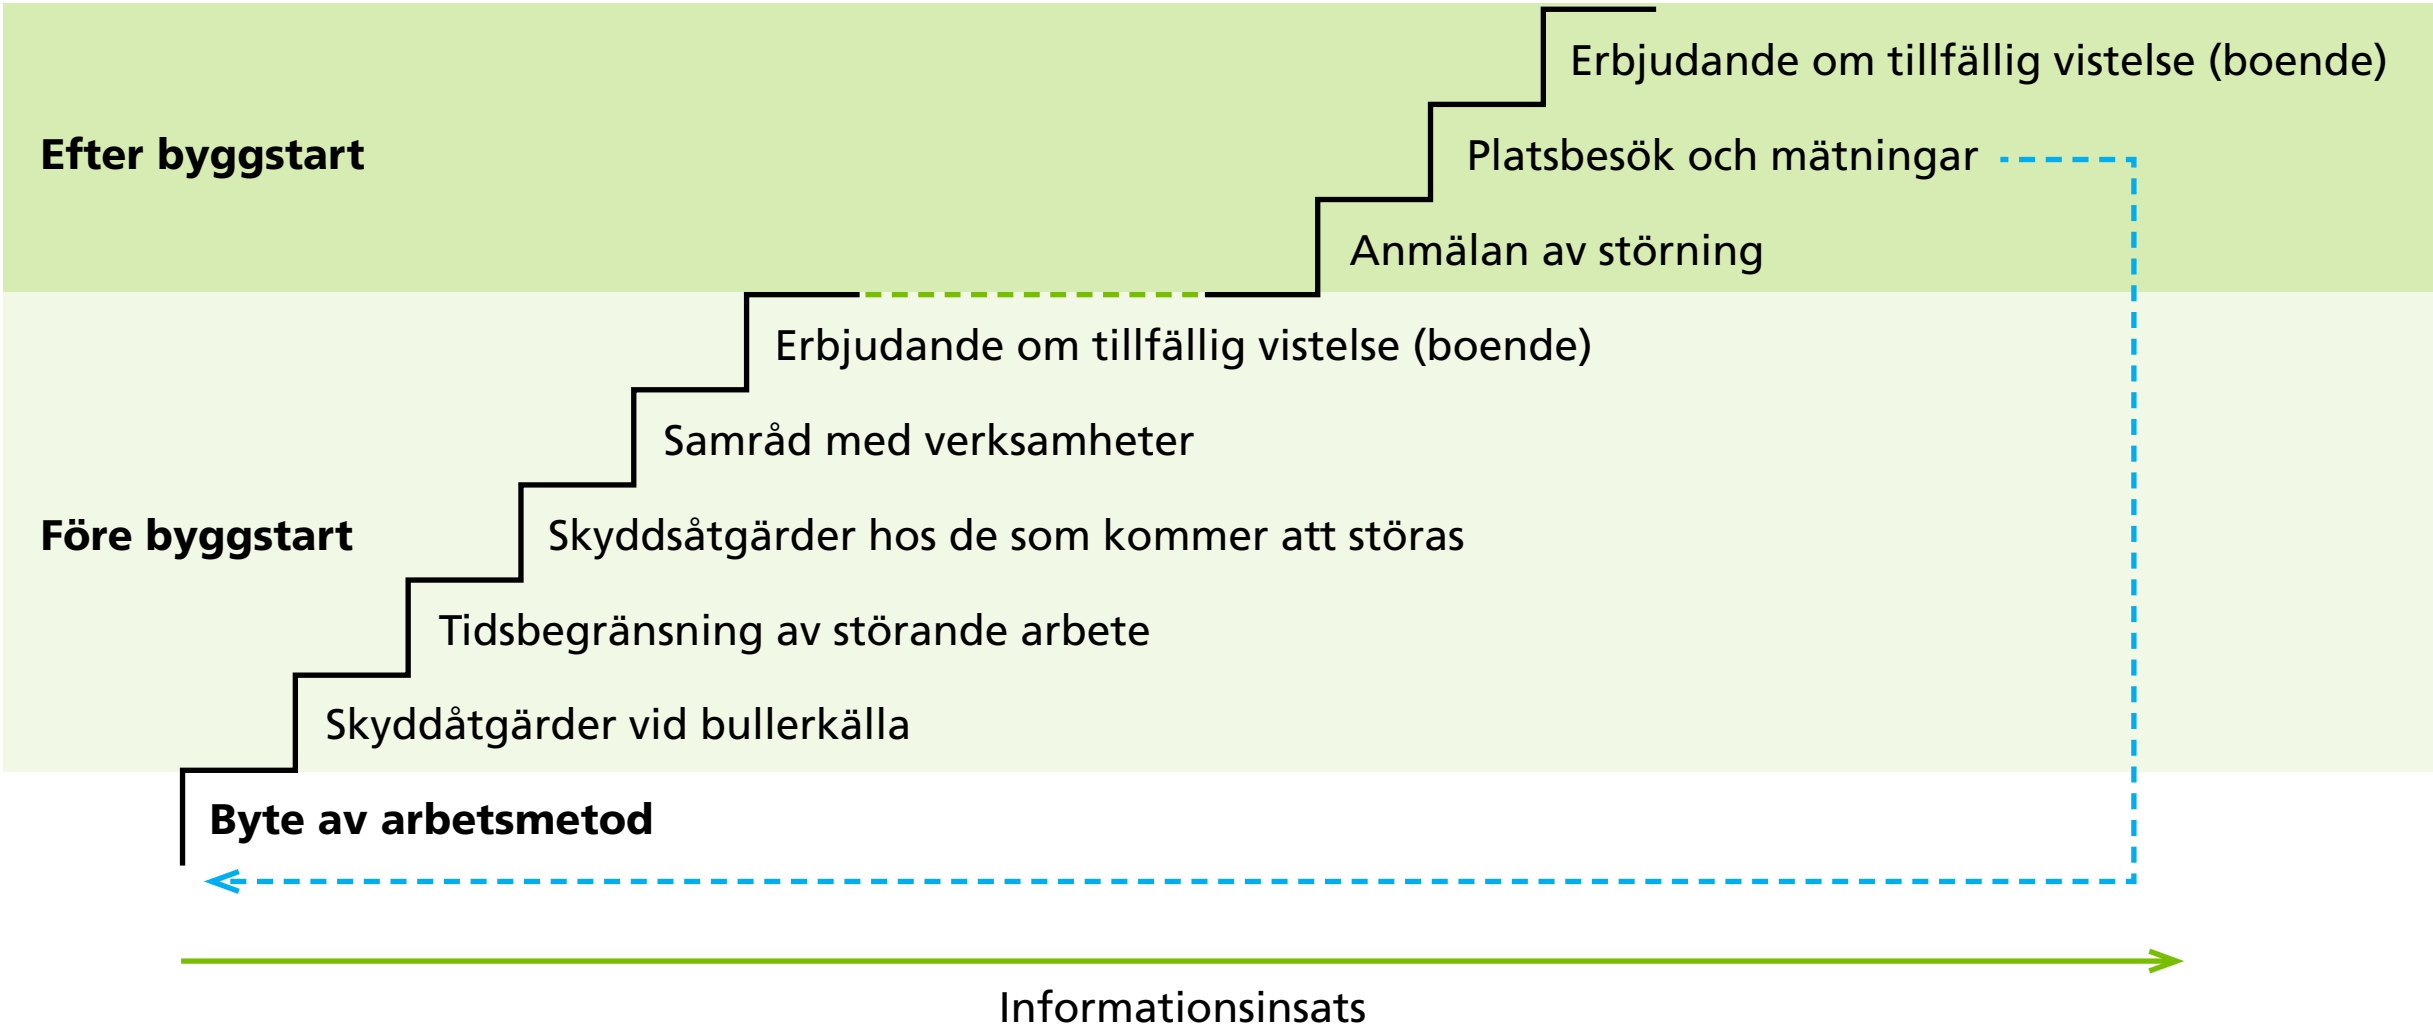 Erbjudande om tillfällig vistelse (boende)
Efter byggstart
Platsbesök och mätningar
Anmälan av störning
Erbjudande om tillfällig vistelse (boende)
Samråd med verksamheter
Före byggstart
Skyddsåtgärder hos de som kommer att störas
Tidsbegränsning av störande arbete
Skyddåtgärder vid bullerkälla
Byte av arbetsmetod
Informationsinsats